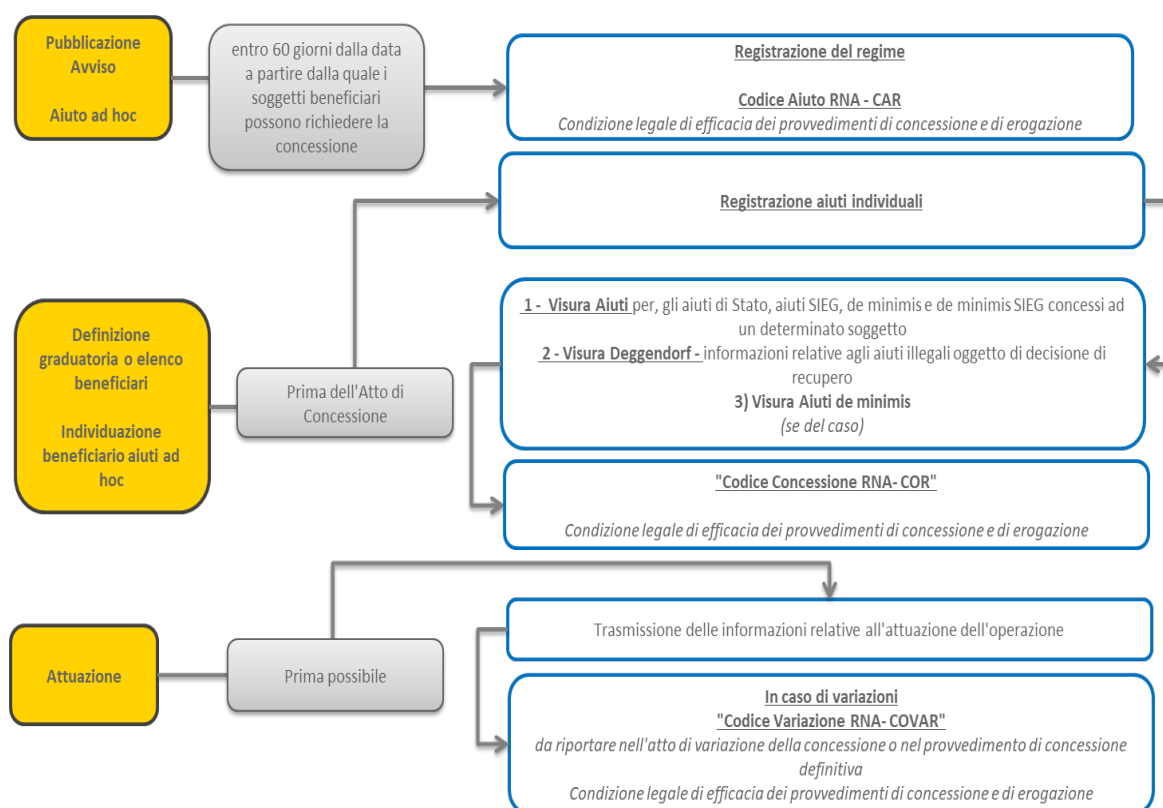 Pubblicazione
Avviso
Aiuto ad hoc
entro 60 giorni dalla data
a partire dalla quale i
soggetti beneficiari
possono richiedere la
concessione
Registrazione del regime
Codice Aiuto RNA - CAR
Condizione legale di efficacia dei provvedimenti di concessione e di erogazione
Registrazione aiuti individuali
Definizione
graduatoria o elenco
beneficiari
Individuazione
beneficiario aiuti ad
hoc
Prima dell'Atto di
Concessione
1 - Visura Aiuti per, gli aiuti di Stato, aiuti SIEG, de minimis e de minimis SIEG concessi ad
un determinato soggetto
2 - Visura Deggendorf - informazioni relative agli aiuti illegali oggetto di decisione di
recupero
3) Visura Aiuti de minimis
(se del caso)
"Codice Concessione RNA- COR"
Condizione legale di efficacia dei provvedimenti di concessione e di erogazione
Attuazione
Prima possibile
Trasmissione delle informazioni relative all'attuazione dell'operazione
In caso di variazioni
"Codice Variazione RNA- COVAR"
da riportare nell'atto di variazione della concessione o nel provvedimento di concessione
definitiva
Condizione legale di efficacia dei provvedimenti di concessione e di erogazione